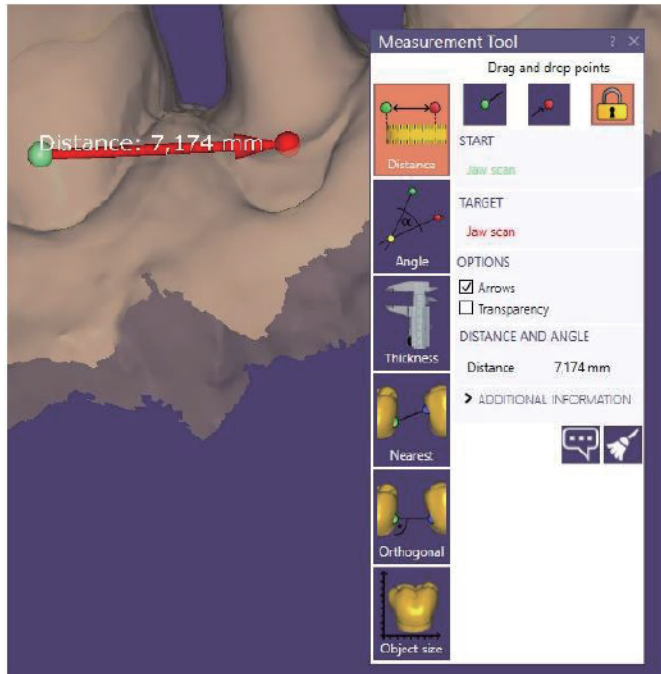 Measurement Tool ? ×
Drag and drop points
Distance: 7,174 mm
Distance
START
Jaw scan
TARGET
Jaw scan
α
Angle
OPTIONS
Arrows
Transparency
Thickness
DISTANCE AND ANGLE
Distance 7,174 mm
ADDITIONAL INFORMATION
Nearest
Orthogonal
Object size